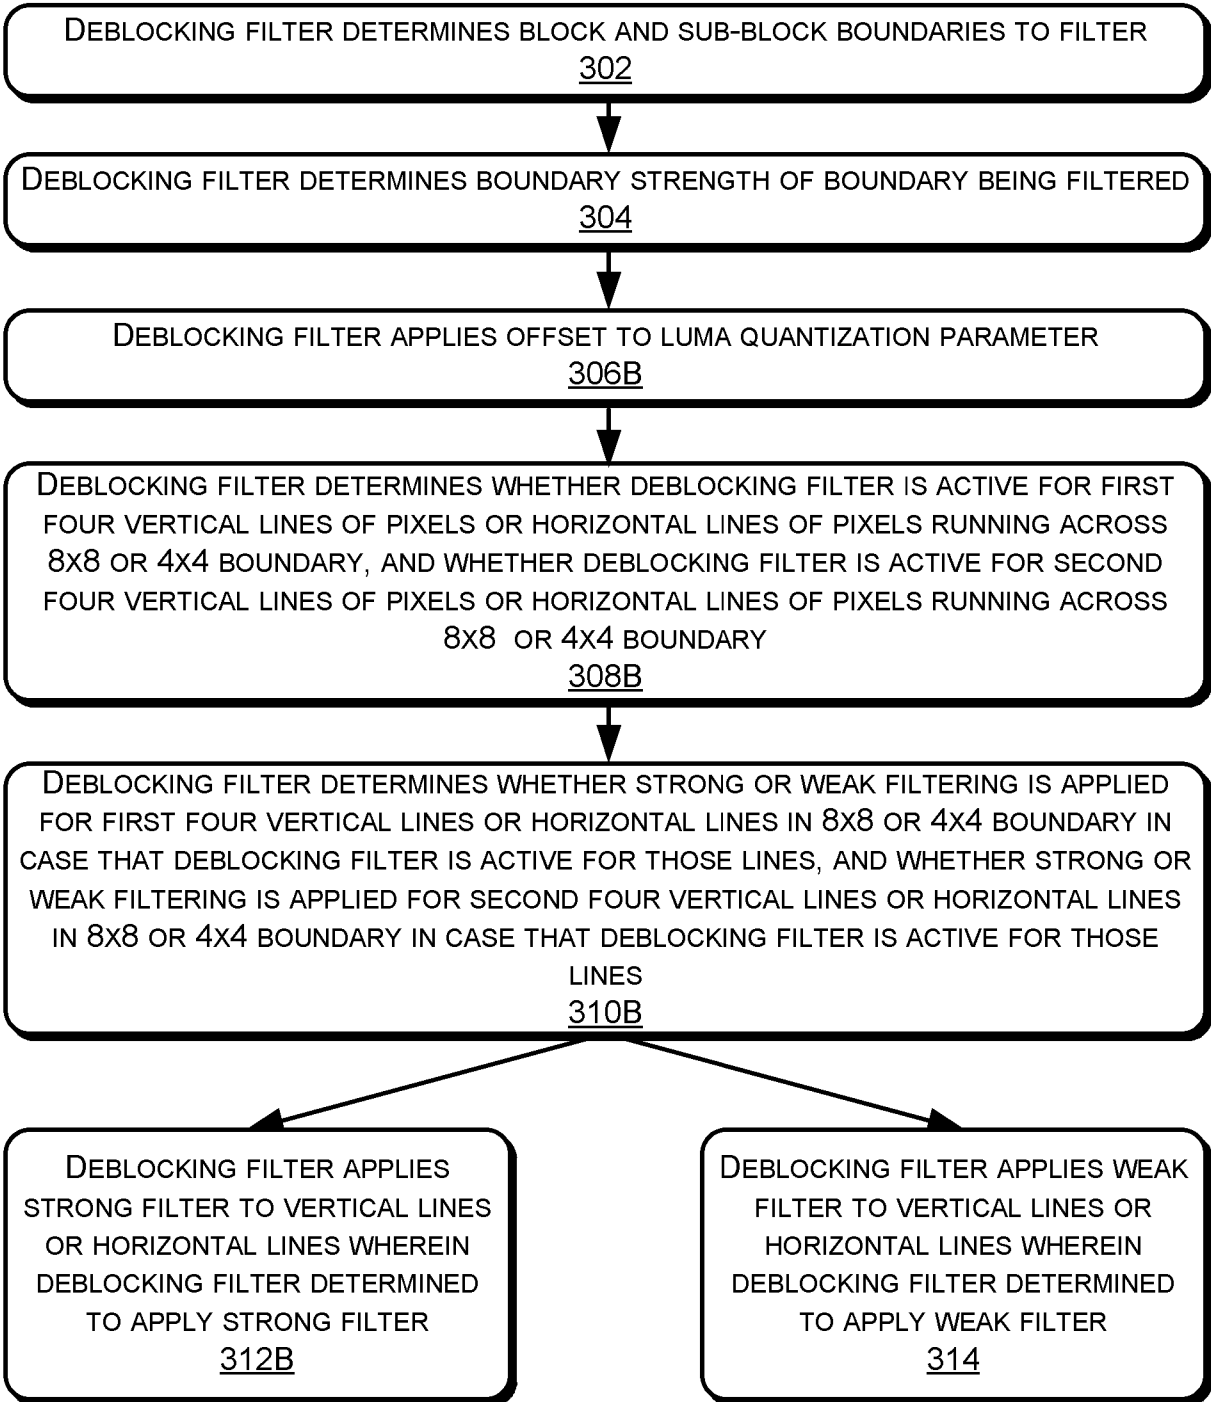 DEBLOCKING FILTER DETERMINES BLOCK AND SUB-BLOCK BOUNDARIES TO FILTER
302
DEBLOCKING FILTER DETERMINES BOUNDARY STRENGTH OF BOUNDARY BEING FILTERED
304
DEBLOCKING FILTER APPLIES OFFSET TO LUMA QUANTIZATION PARAMETER
306B
DEBLOCKING FILTER DETERMINES WHETHER DEBLOCKING FILTER IS ACTIVE FOR FIRST
FOUR VERTICAL LINES OF PIXELS OR HORIZONTAL LINES OF PIXELS RUNNING ACROSS
8X8 OR 4X4 BOUNDARY, AND WHETHER DEBLOCKING FILTER IS ACTIVE FOR SECOND
FOUR VERTICAL LINES OF PIXELS OR HORIZONTAL LINES OF PIXELS RUNNING ACROSS
8X8 OR 4X4 BOUNDARY
308B
DEBLOCKING FILTER DETERMINES WHETHER STRONG OR WEAK FILTERING IS APPLIED
FOR FIRST FOUR VERTICAL LINES OR HORIZONTAL LINES IN 8X8 OR 4X4 BOUNDARY IN
CASE THAT DEBLOCKING FILTER IS ACTIVE FOR THOSE LINES, AND WHETHER STRONG OR
WEAK FILTERING IS APPLIED FOR SECOND FOUR VERTICAL LINES OR HORIZONTAL LINES
IN 8X8 OR 4X4 BOUNDARY IN CASE THAT DEBLOCKING FILTER IS ACTIVE FOR THOSE
LINES
310B
DEBLOCKING FILTER APPLIES
STRONG FILTER TO VERTICAL LINES
OR HORIZONTAL LINES WHEREIN
DEBLOCKING FILTER DETERMINED
TO APPLY STRONG FILTER
312B
DEBLOCKING FILTER APPLIES WEAK
FILTER TO VERTICAL LINES OR
HORIZONTAL LINES WHEREIN
DEBLOCKING FILTER DETERMINED
TO APPLY WEAK FILTER
314